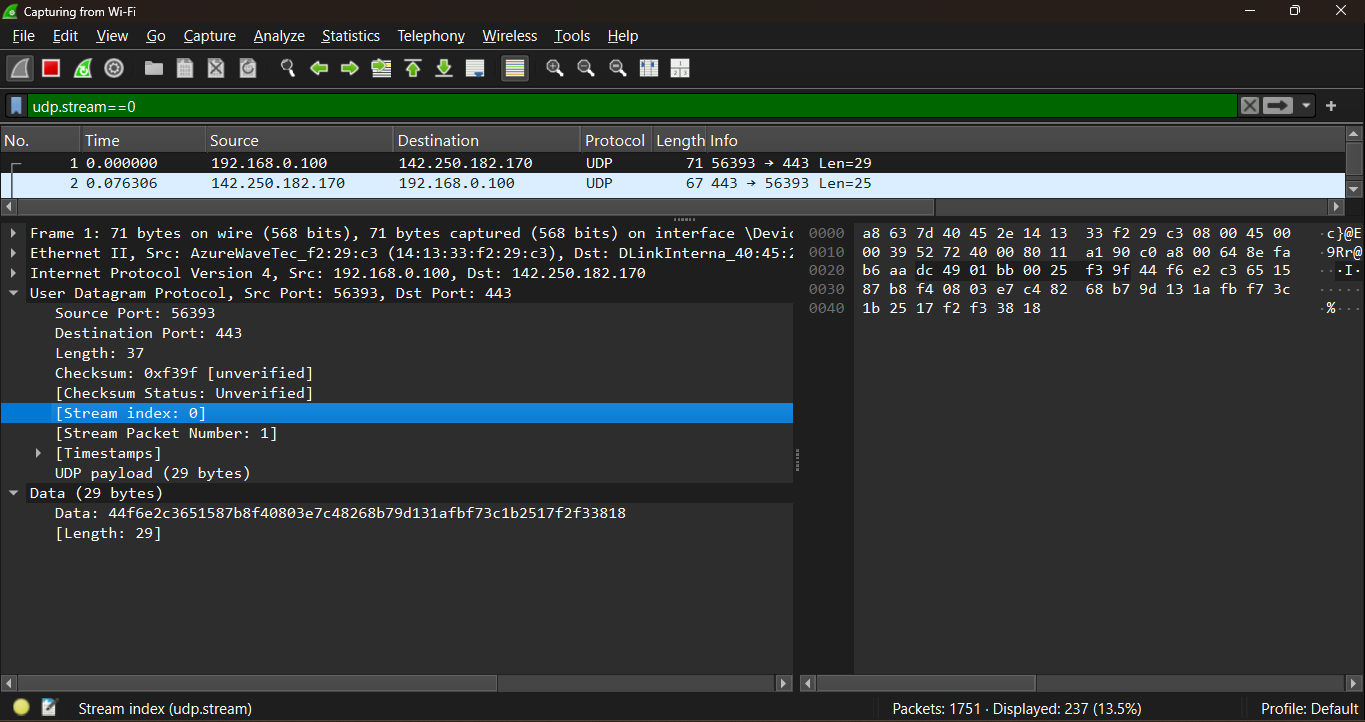 Capturing from Wi-Fi
File Edit View Go Capture Analyze Statistics Telephony Wireless Tools Help
udp.stream==0
No. Time Source Destination Protocol Length Info
1 0.000000 192.168.0.100 142.250.182.170 UDP 71 56393 → 443 Len=29
2 0.076306 142.250.182.170 192.168.0.100 UDP 67 443 → 56393 Len=25
Frame 1: 71 bytes on wire (568 bits), 71 bytes captured (568 bits) on interface \Devic
Ethernet II, Src: AzureWaveTec_f2:29:c3 (14:13:33:f2:29:c3), Dst: DLinkInterna_40:45:2
Internet Protocol Version 4, Src: 192.168.0.100, Dst: 142.250.182.170
User Datagram Protocol, Src Port: 56393, Dst Port: 443
Source Port: 56393
Destination Port: 443
Length: 37
Checksum: 0xf39f [unverified]
[Checksum Status: Unverified]
[Stream index: 0]
[Stream Packet Number: 1]
[Timestamps]
UDP payload (29 bytes)
Data (29 bytes)
Data: 44f6e2c3651587b8f40803e7c48268b79d131afbf73c1b2517f2f33818
[Length: 29]
0000 a8 63 7d 40 45 2e 14 13 33 f2 29 c3 08 00 45 00 ·c}@E
0010 00 39 52 72 40 00 80 11 a1 90 c0 a8 00 64 8e fa ·9Rr@
0020 b6 aa dc 49 01 bb 00 25 f3 9f 44 f6 e2 c3 65 15 ···I·
0030 87 b8 f4 08 03 e7 c4 82 68 b7 9d 13 1a fb f7 3c ·····
0040 1b 25 17 f2 f3 38 18 ·%···
Stream index (udp.stream)
Packets: 1751 · Displayed: 237 (13.5%)
Profile: Default